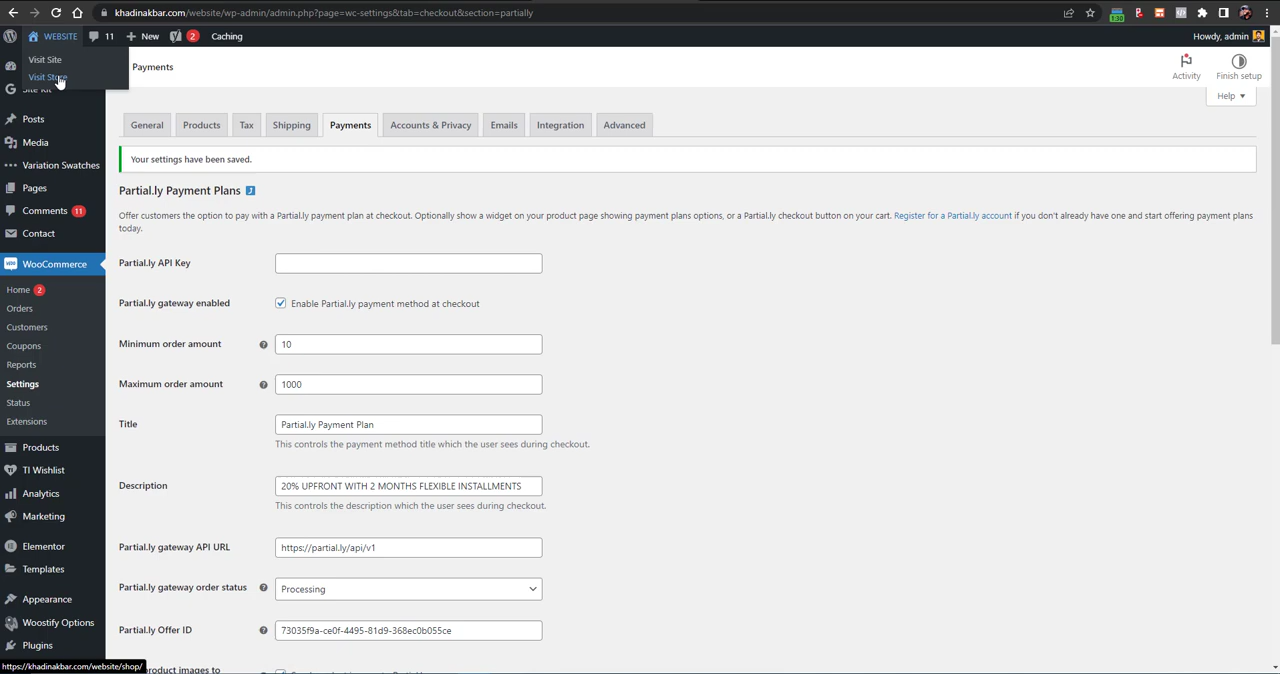 khadinakbar.com/website/wp-admin/admin.php?page=wc-settings&tab=checkout&section=partially
1:30
WEBSITE
11
New
2
Caching
Howdy, admin
Visit Site
Visit Store
Payments
Activity
Finish setup
Help
Site Kit
Posts
Media
Variation Swatches
Pages
Comments 11
Contact
WooCommerce
Home 2
Orders
Customers
Coupons
Reports
Settings
Status
Extensions
Products
TI Wishlist
Analytics
Marketing
Elementor
Templates
Appearance
Woostify Options
Plugins
General
Products
Tax
Shipping
Payments
Accounts & Privacy
Emails
Integration
Advanced
Your settings have been saved.
Partial.ly Payment Plans
Offer customers the option to pay with a Partial.ly payment plan at checkout. Optionally show a widget on your product page showing payment plans options, or a Partial.ly checkout button on your cart. Register for a Partial.ly account if you don't already have one and start offering payment plans
today.
Partial.ly API Key
Partial.ly gateway enabled
Enable Partial.ly payment method at checkout
Minimum order amount
10
Maximum order amount
1000
Title
Partial.ly Payment Plan
This controls the payment method title which the user sees during checkout.
Description
20% UPFRONT WITH 2 MONTHS FLEXIBLE INSTALLMENTS
This controls the description which the user sees during checkout.
Partial.ly gateway API URL
https://partial.ly/api/v1
Partial.ly gateway order status
Processing
Partial.ly Offer ID
73035f9a-ce0f-4495-81d9-368ec0b055ce
product images to
https://khadinakbar.com/website/shop/